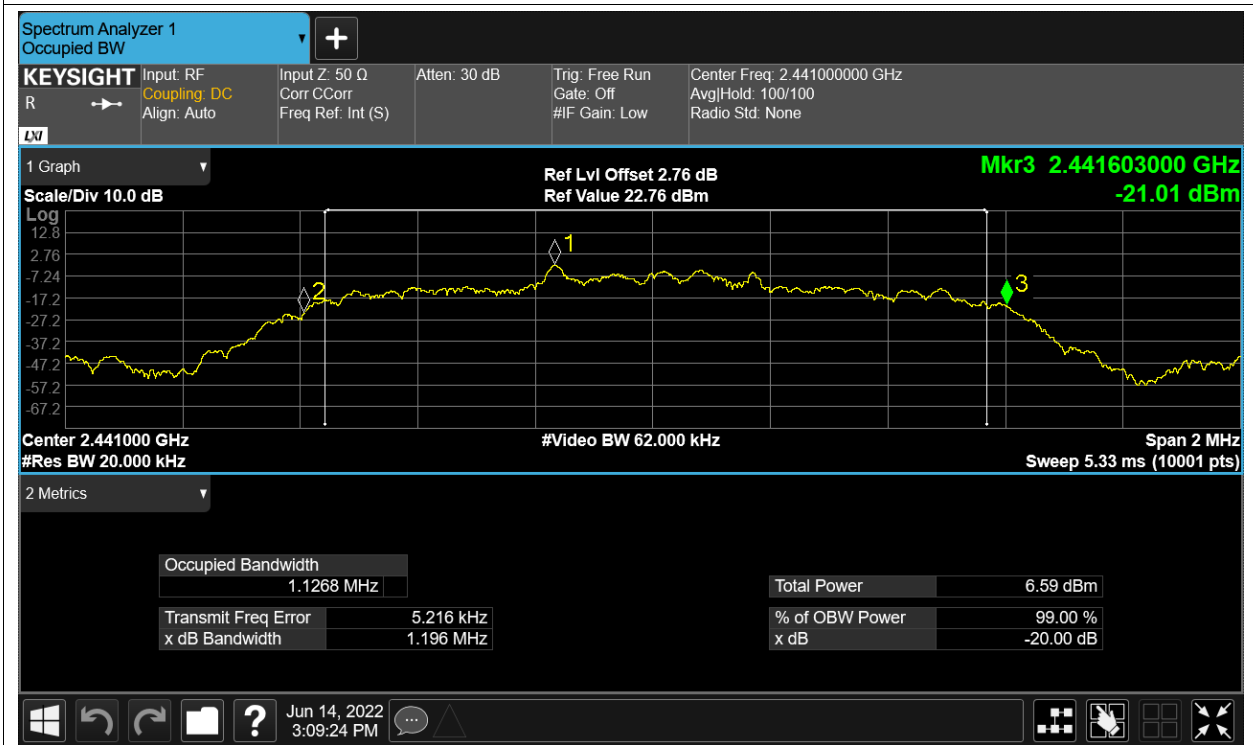 Spectrum Analyzer 1
Occupied BW
+
KEYSIGHT
R
LXI
Input: RF
Coupling: DC
Align: Auto
Input Z: 50 Ω
Corr CCorr
Freq Ref: Int (S)
Atten: 30 dB
Trig: Free Run
Gate: Off
#IF Gain: Low
Center Freq: 2.441000000 GHz
Avg|Hold: 100/100
Radio Std: None
1 Graph
Scale/Div 10.0 dB
Ref Lvl Offset 2.76 dB
Ref Value 22.76 dBm
Mkr3 2.441603000 GHz
-21.01 dBm
Log
12.8
2.76
-7.24
-17.2
-27.2
-37.2
-47.2
-57.2
-67.2
1
2
3
Center 2.441000 GHz
#Res BW 20.000 kHz
#Video BW 62.000 kHz
Span 2 MHz
Sweep 5.33 ms (10001 pts)
2 Metrics
Occupied Bandwidth
1.1268 MHz
Transmit Freq Error 5.216 kHz
x dB Bandwidth 1.196 MHz
Total Power 6.59 dBm
% of OBW Power 99.00 %
x dB -20.00 dB
?
Jun 14, 2022
3:09:24 PM